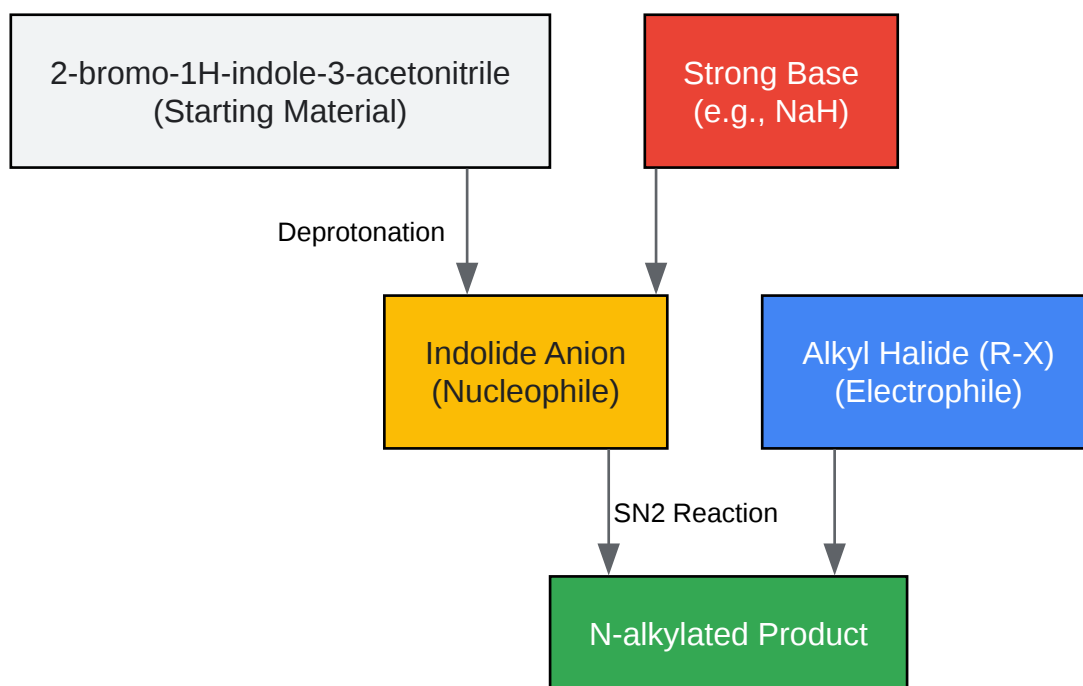 2-bromo-1H-indole-3-acetonitrile
(Starting Material)
Strong Base
(e.g., NaH)
Deprotonation
Indolide Anion
(Nucleophile)
Alkyl Halide (R-X)
(Electrophile)
SN2 Reaction
N-alkylated Product